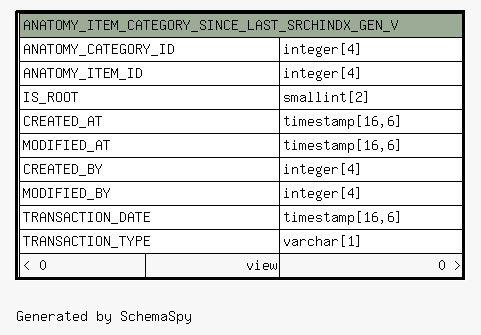 ANATOMY_ITEM_CATEGORY_SINCE_LAST_SRCHINDX_GEN_V
ANATOMY_CATEGORY_ID integer[4]
ANATOMY_ITEM_ID integer[4]
IS_ROOT smallint[2]
CREATED_AT timestamp[16,6]
MODIFIED_AT timestamp[16,6]
CREATED_BY integer[4]
MODIFIED_BY integer[4]
TRANSACTION_DATE timestamp[16,6]
TRANSACTION_TYPE varchar[1]
< 0 view 0 >
Generated by SchemaSpy